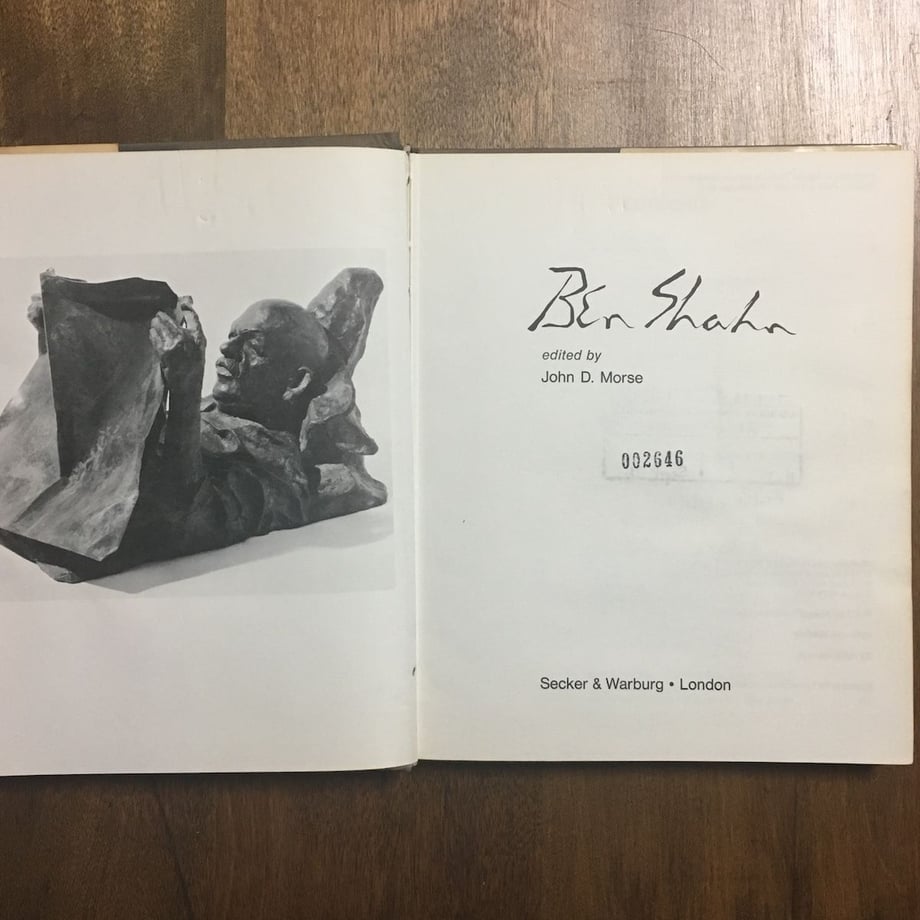 Ben Shahn
edited by
John D. Morse
002646
Secker & Warburg • London